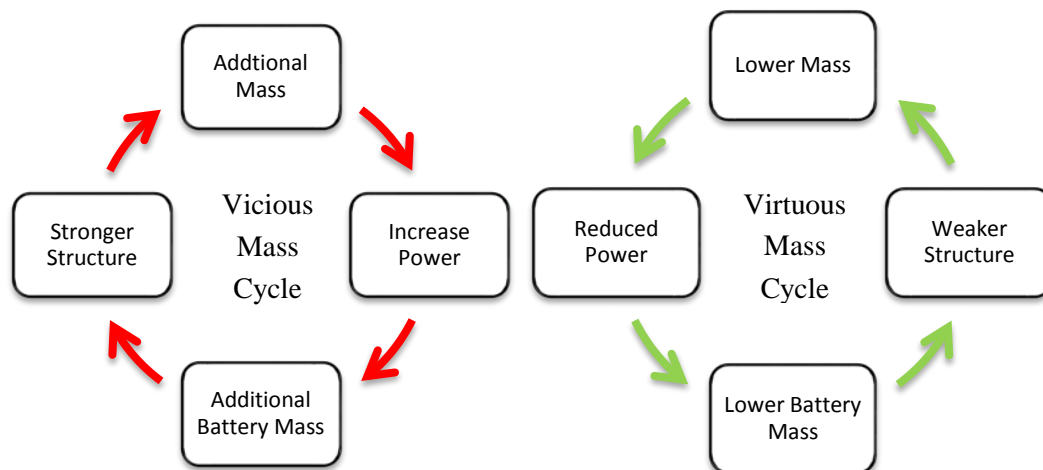 Addtional
Mass
Increase
Power
Additional
Battery Mass
Stronger
Structure
Vicious
Mass
Cycle
Lower Mass
Reduced
Power
Lower Battery
Mass
Weaker
Structure
Virtuous
Mass
Cycle